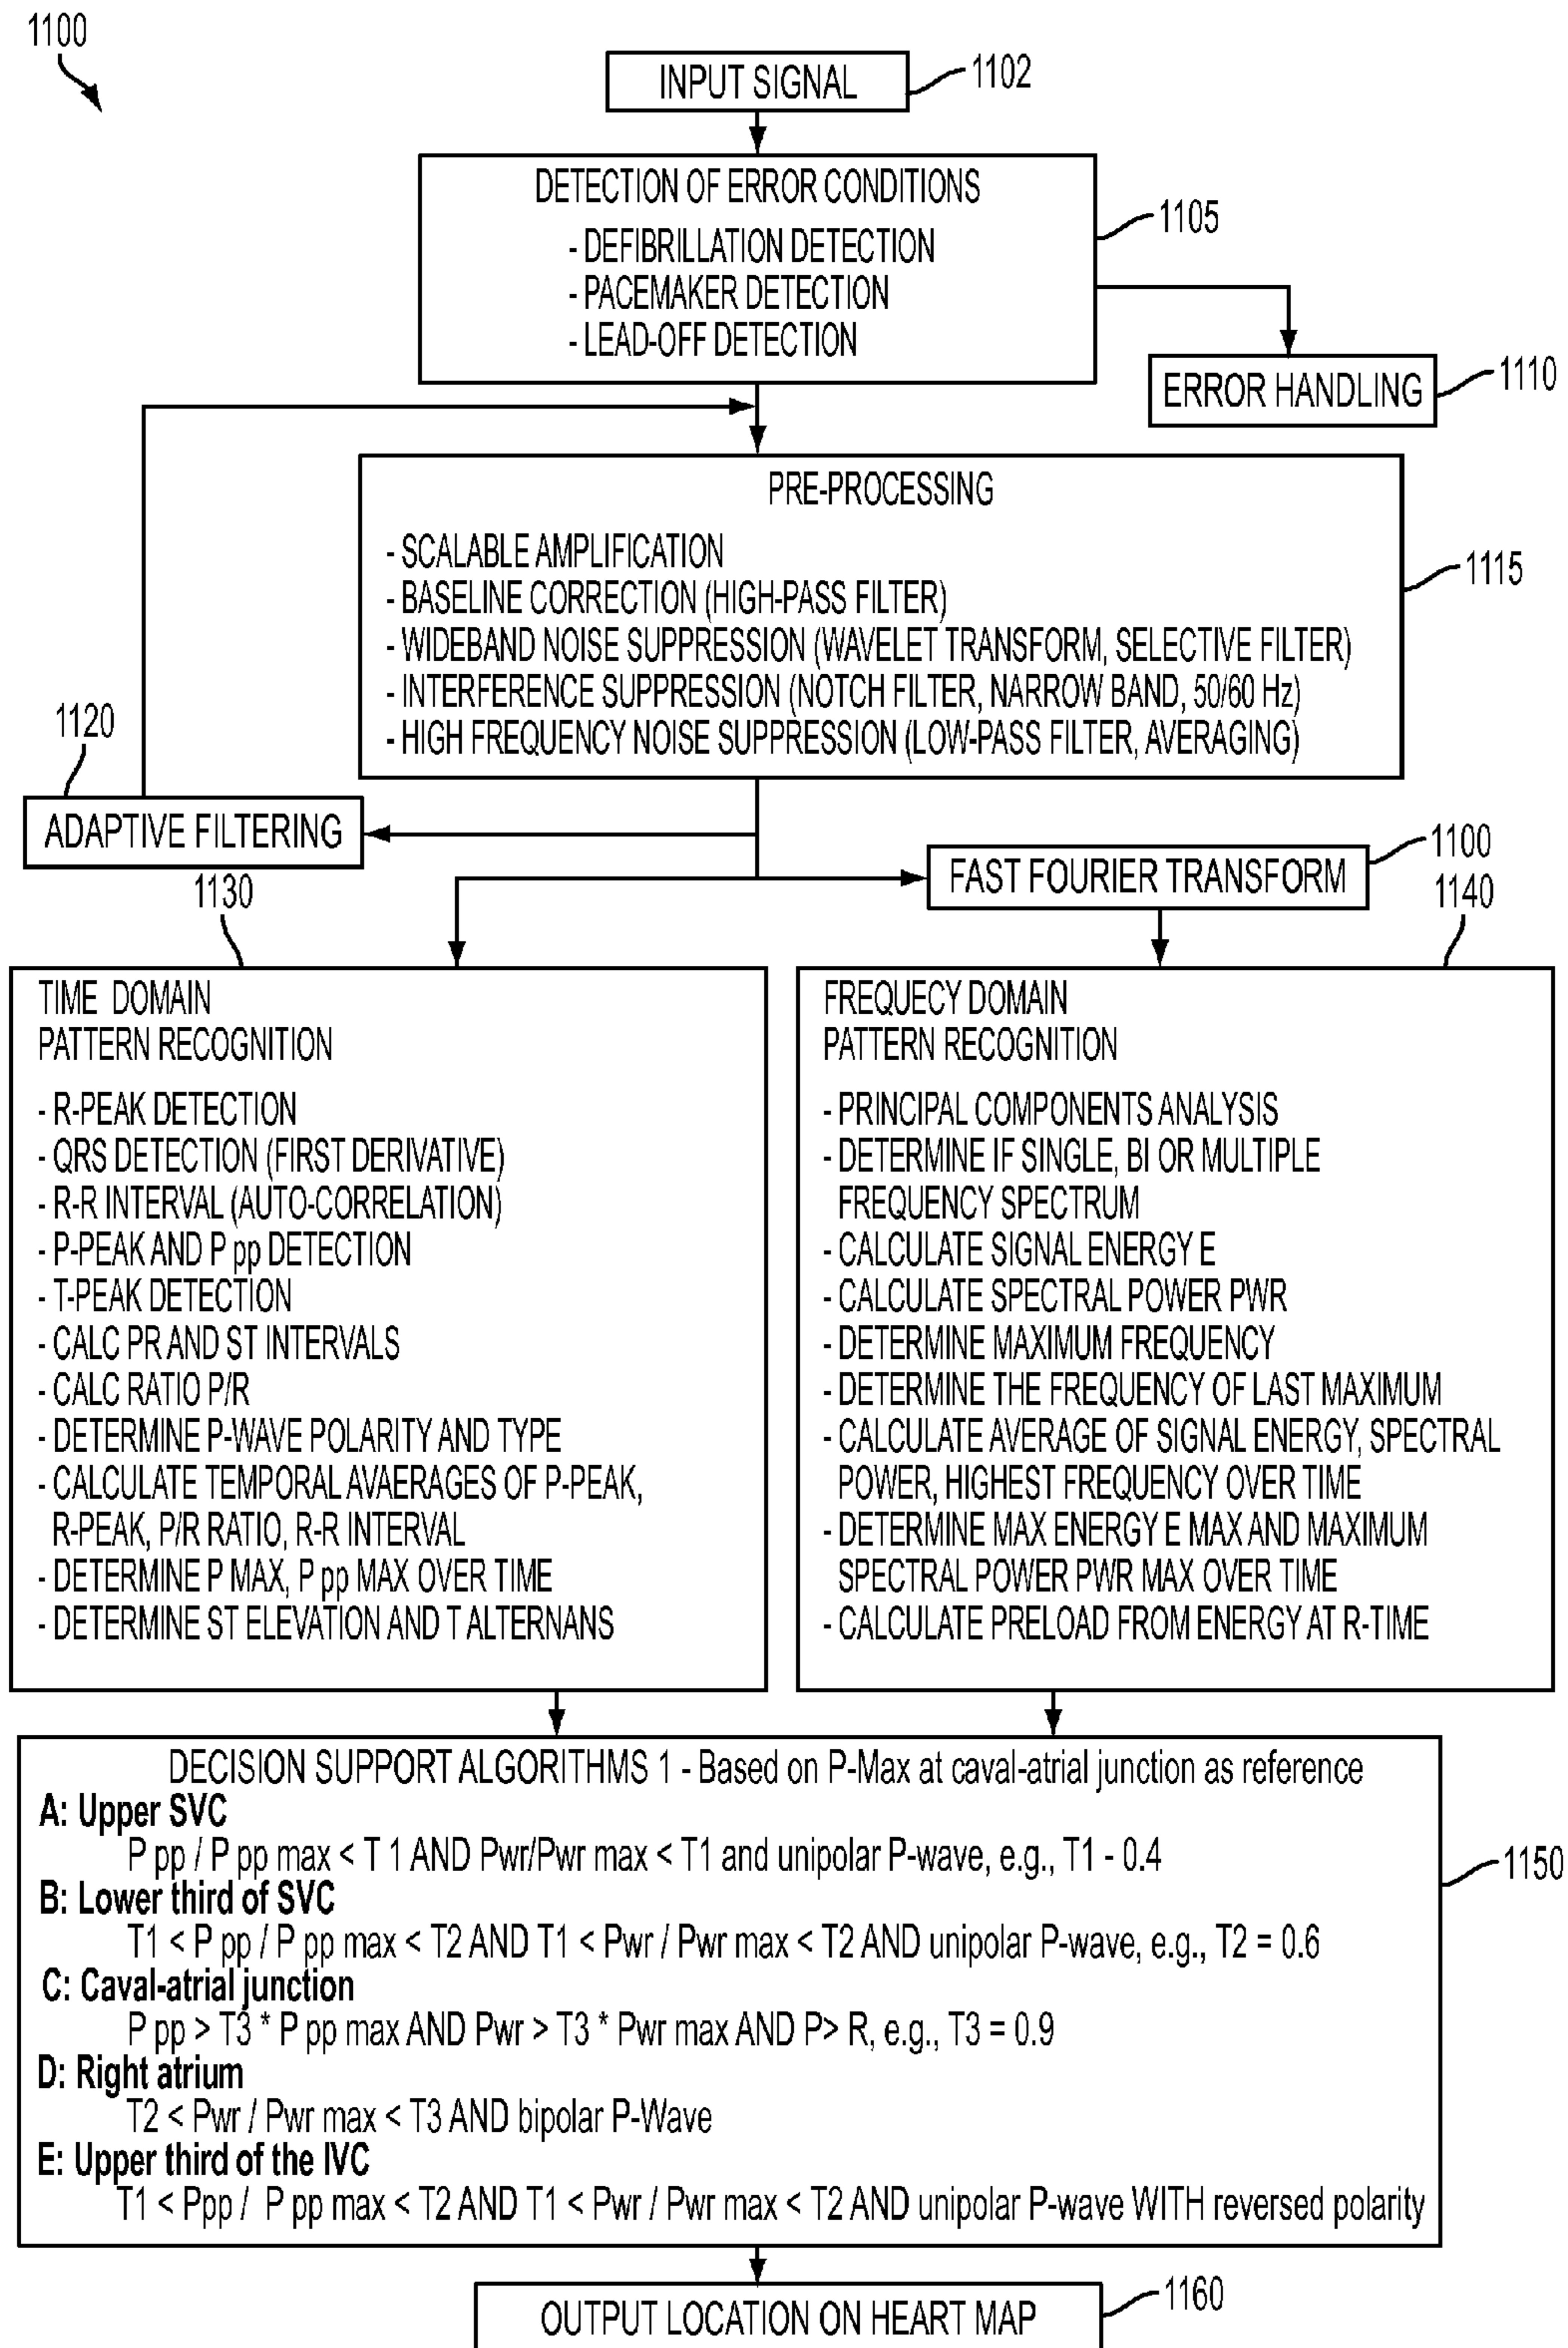 1100
INPUT SIGNAL
1102
DETECTION OF ERROR CONDITIONS
- DEFIBRILLATION DETECTION
- PACEMAKER DETECTION
- LEAD-OFF DETECTION
1105
ERROR HANDLING
1110
PRE-PROCESSING
- SCALABLE AMPLIFICATION
- BASELINE CORRECTION (HIGH-PASS FILTER)
- WIDEBAND NOISE SUPPRESSION (WAVELET TRANSFORM, SELECTIVE FILTER)
- INTERFERENCE SUPPRESSION (NOTCH FILTER, NARROW BAND, 50/60 Hz)
- HIGH FREQUENCY NOISE SUPPRESSION (LOW-PASS FILTER, AVERAGING)
1115
1120
ADAPTIVE FILTERING
FAST FOURIER TRANSFORM
1100
1130
TIME DOMAIN
PATTERN RECOGNITION
- R-PEAK DETECTION
- QRS DETECTION (FIRST DERIVATIVE)
- R-R INTERVAL (AUTO-CORRELATION)
- P-PEAK AND P pp DETECTION
- T-PEAK DETECTION
- CALC PR AND ST INTERVALS
- CALC RATIO P/R
- DETERMINE P-WAVE POLARITY AND TYPE
- CALCULATE TEMPORAL AVAERAGES OF P-PEAK,
R-PEAK, P/R RATIO, R-R INTERVAL
- DETERMINE P MAX, P pp MAX OVER TIME
- DETERMINE ST ELEVATION AND T ALTERNANS
1140
FREQUECY DOMAIN
PATTERN RECOGNITION
- PRINCIPAL COMPONENTS ANALYSIS
- DETERMINE IF SINGLE, BI OR MULTIPLE
FREQUENCY SPECTRUM
- CALCULATE SIGNAL ENERGY E
- CALCULATE SPECTRAL POWER PWR
- DETERMINE MAXIMUM FREQUENCY
- DETERMINE THE FREQUENCY OF LAST MAXIMUM
- CALCULATE AVERAGE OF SIGNAL ENERGY, SPECTRAL
POWER, HIGHEST FREQUENCY OVER TIME
- DETERMINE MAX ENERGY E MAX AND MAXIMUM
SPECTRAL POWER PWR MAX OVER TIME
- CALCULATE PRELOAD FROM ENERGY AT R-TIME
DECISION SUPPORT ALGORITHMS 1 - Based on P-Max at caval-atrial junction as reference
A: Upper SVC
P pp / P pp max < T 1 AND Pwr/Pwr max < T1 and unipolar P-wave, e.g., T1 - 0.4
B: Lower third of SVC
T1 < P pp / P pp max < T2 AND T1 < Pwr / Pwr max < T2 AND unipolar P-wave, e.g., T2 = 0.6
C: Caval-atrial junction
P pp > T3 * P pp max AND Pwr > T3 * Pwr max AND P> R, e.g., T3 = 0.9
D: Right atrium
T2 < Pwr / Pwr max < T3 AND bipolar P-Wave
E: Upper third of the IVC
T1 < Ppp / P pp max < T2 AND T1 < Pwr / Pwr max < T2 AND unipolar P-wave WITH reversed polarity
1150
OUTPUT LOCATION ON HEART MAP
1160